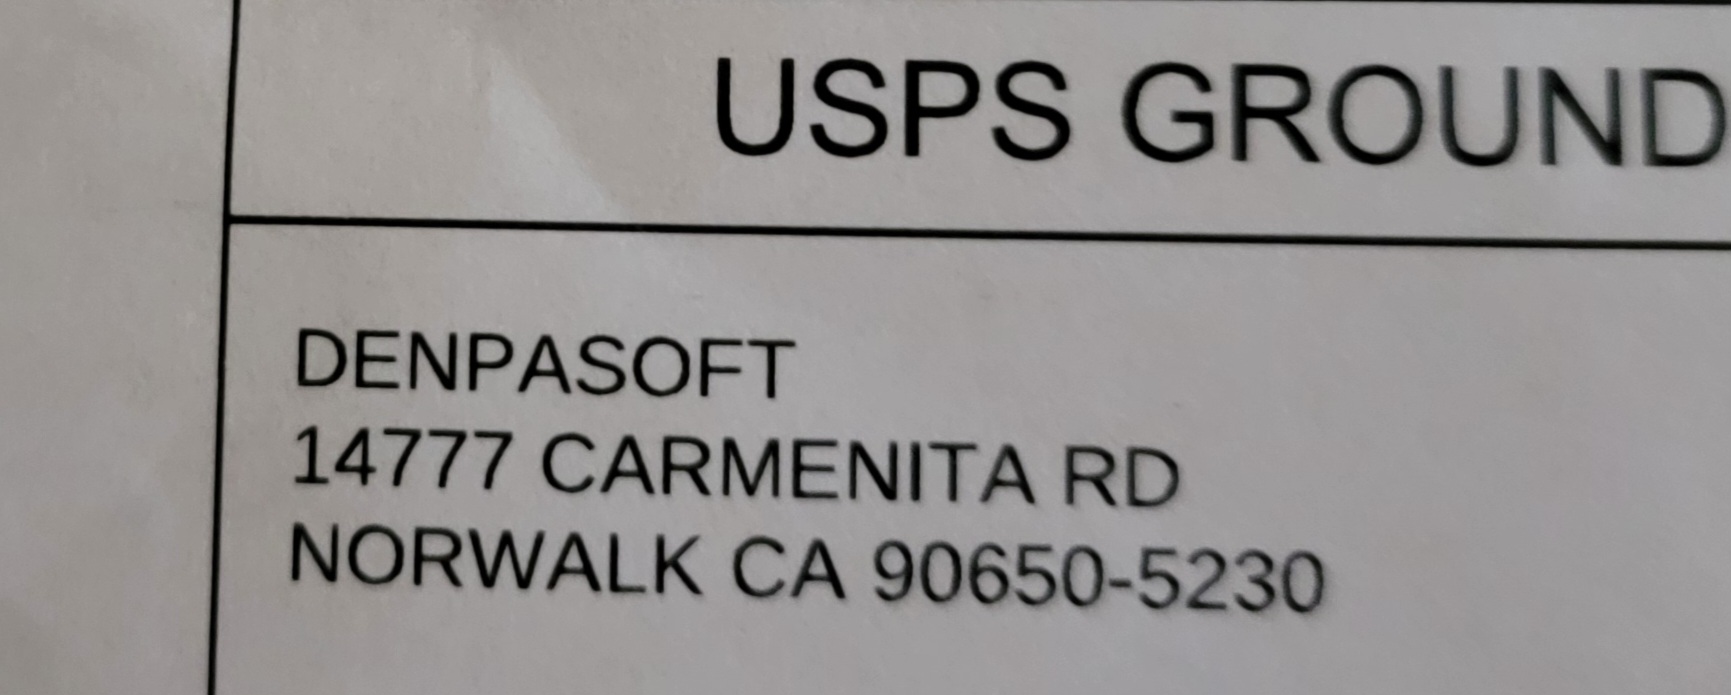 USPS GROUND
DENPASOFT
14777 CARMENITA RD
NORWALK CA 90650-5230